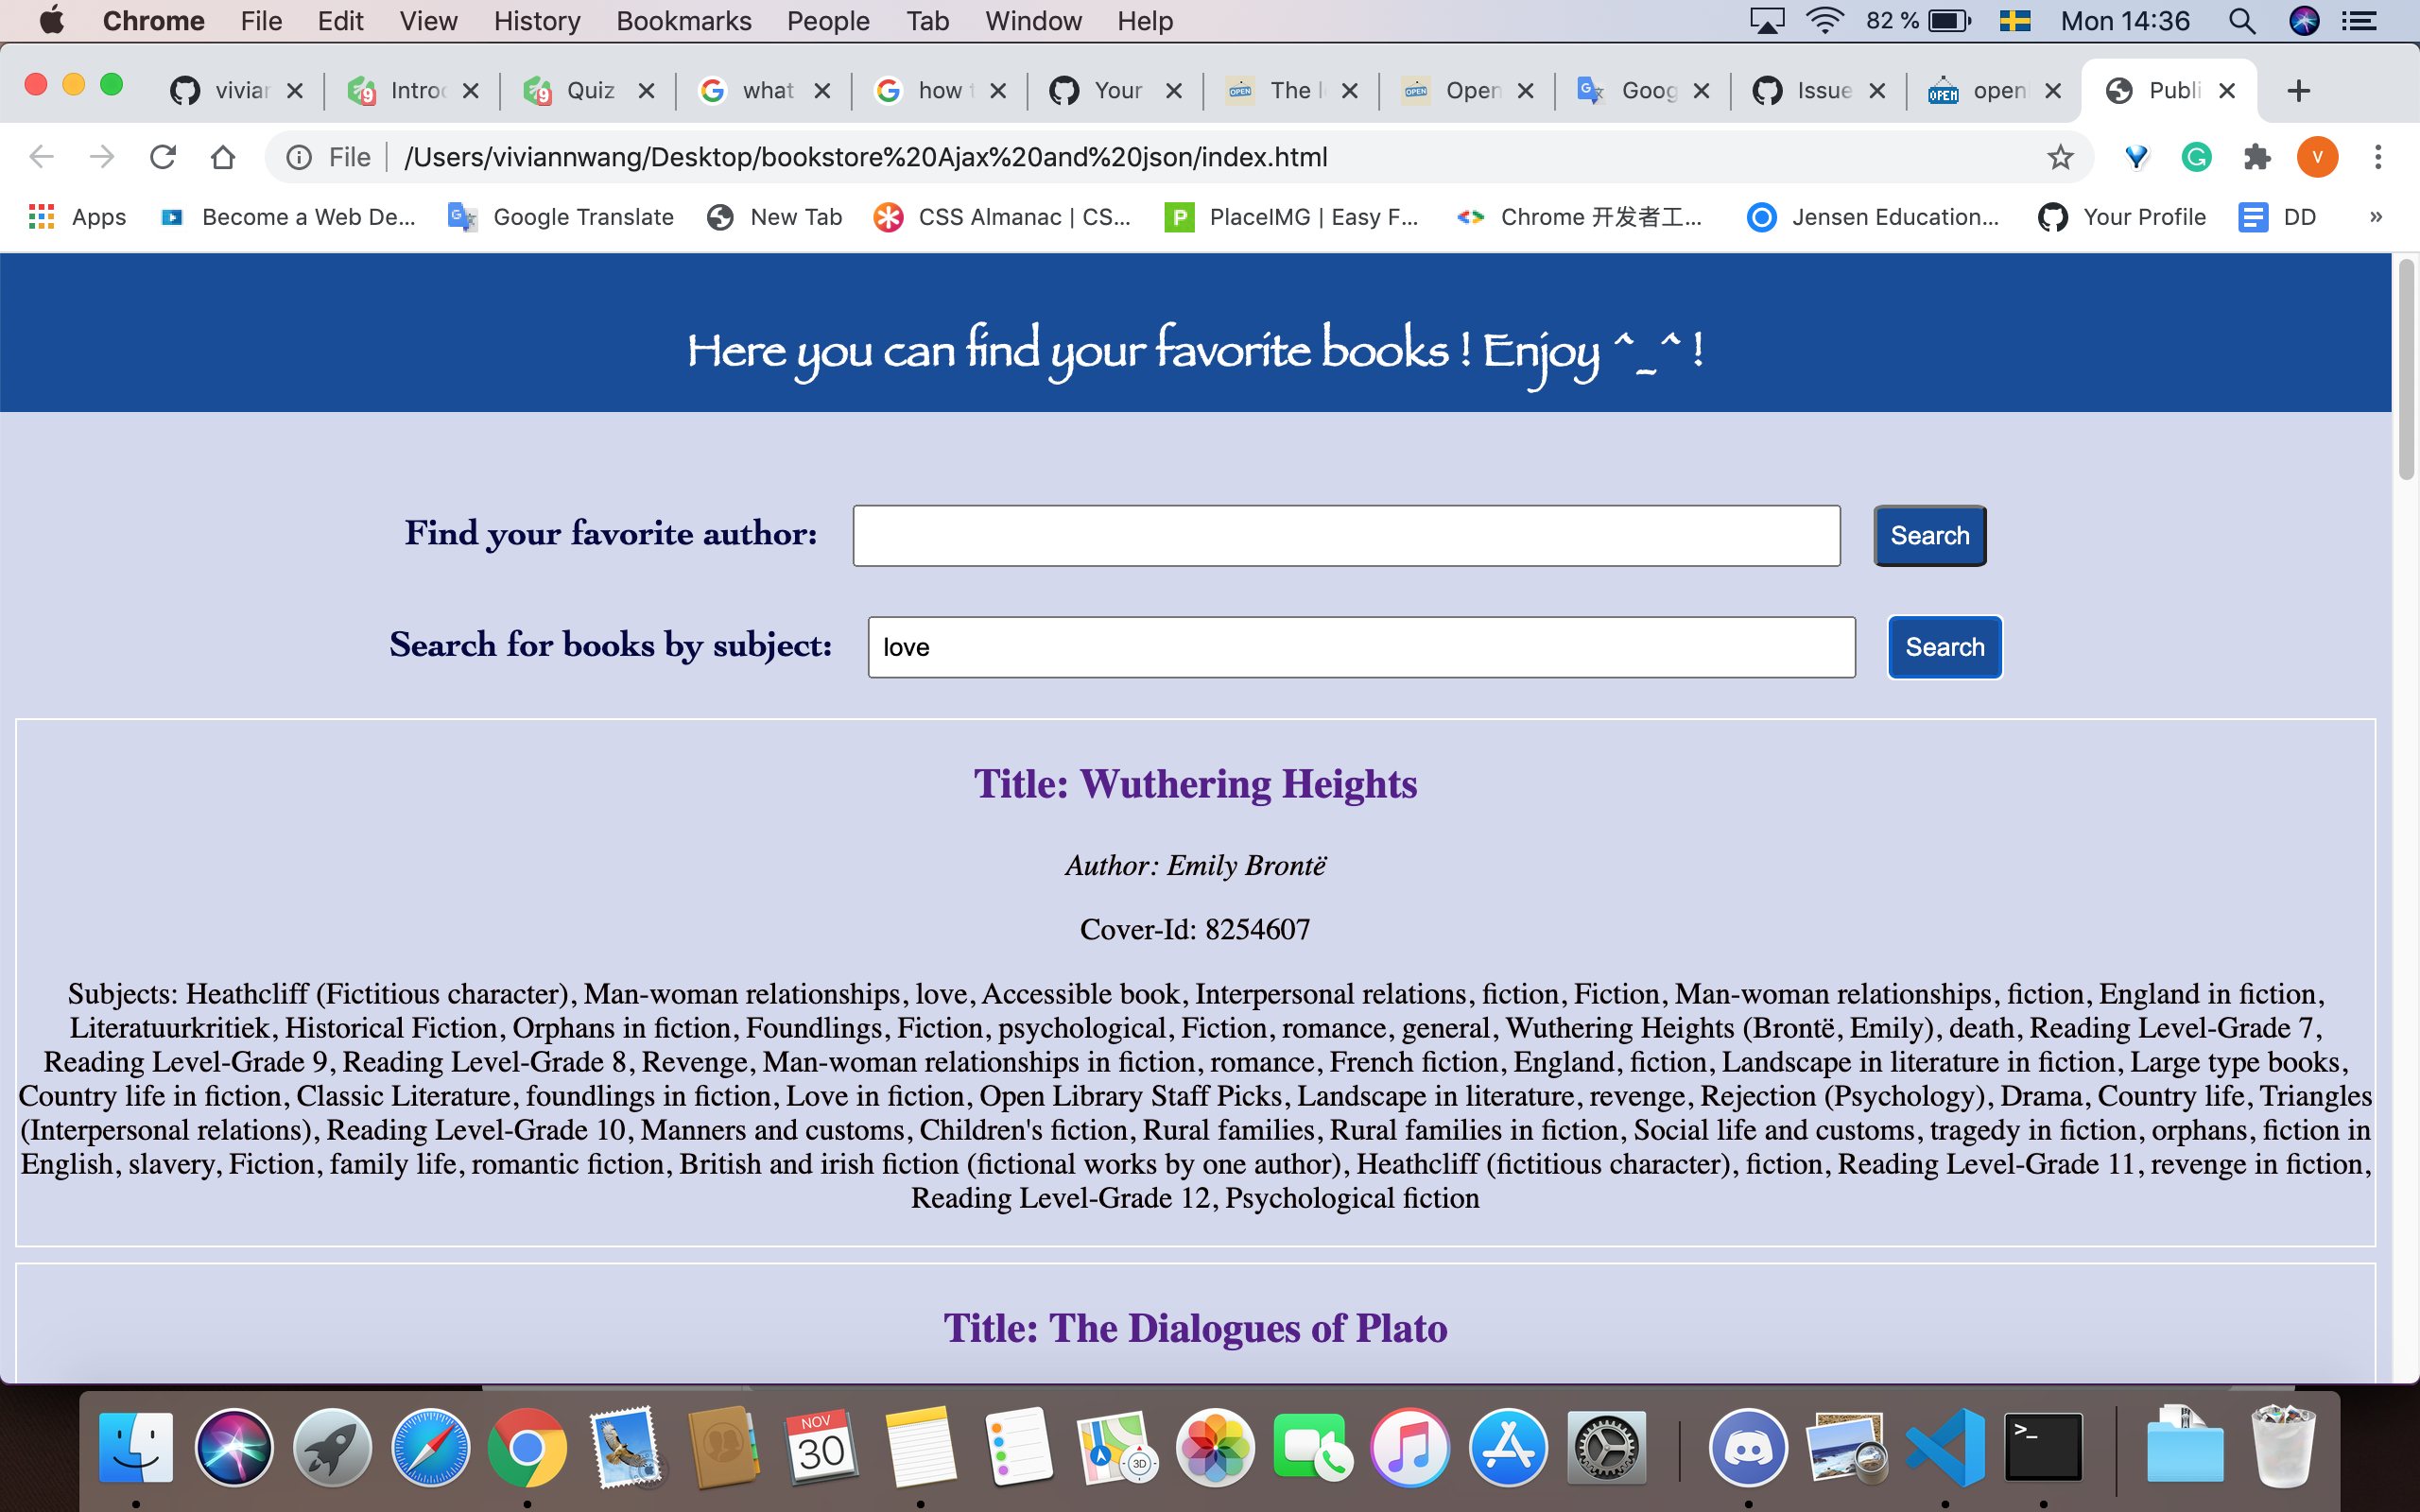 Chrome File Edit View History Bookmarks People Tab Window Help 82 % Mon 14:36
vivian Introd Quiz what how t Your The l Open Goog Issue open Publi
File /Users/viviannwang/Desktop/bookstore%20Ajax%20and%20json/index.html V
Apps Become a Web De... Google Translate New Tab CSS Almanac | CS... PlaceIMG | Easy F... Chrome 开发者工... Jensen Education... Your Profile DD »
Here you can find your favorite books ! Enjoy ^_^ !
Find your favorite author: Search
Search for books by subject: love Search
Title: Wuthering Heights
Author: Emily Brontë
Cover-Id: 8254607
Subjects: Heathcliff (Fictitious character), Man-woman relationships, love, Accessible book, Interpersonal relations, fiction, Fiction, Man-woman relationships, fiction, England in fiction,
Literatuurkritiek, Historical Fiction, Orphans in fiction, Foundlings, Fiction, psychological, Fiction, romance, general, Wuthering Heights (Brontë, Emily), death, Reading Level-Grade 7,
Reading Level-Grade 9, Reading Level-Grade 8, Revenge, Man-woman relationships in fiction, romance, French fiction, England, fiction, Landscape in literature in fiction, Large type books,
Country life in fiction, Classic Literature, foundlings in fiction, Love in fiction, Open Library Staff Picks, Landscape in literature, revenge, Rejection (Psychology), Drama, Country life, Triangles
(Interpersonal relations), Reading Level-Grade 10, Manners and customs, Children's fiction, Rural families, Rural families in fiction, Social life and customs, tragedy in fiction, orphans, fiction in
English, slavery, Fiction, family life, romantic fiction, British and irish fiction (fictional works by one author), Heathcliff (fictitious character), fiction, Reading Level-Grade 11, revenge in fiction,
Reading Level-Grade 12, Psychological fiction
Title: The Dialogues of Plato
NOV
30
3D